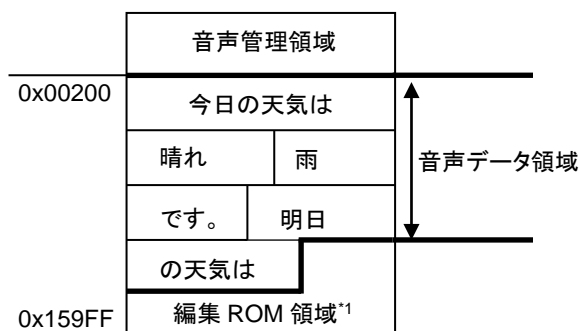 音声管理領域
0x00200
今日の天気は
晴れ 雨
音声データ領域
です。 明日
の天気は
0x159FF 編集 ROM 領域*1